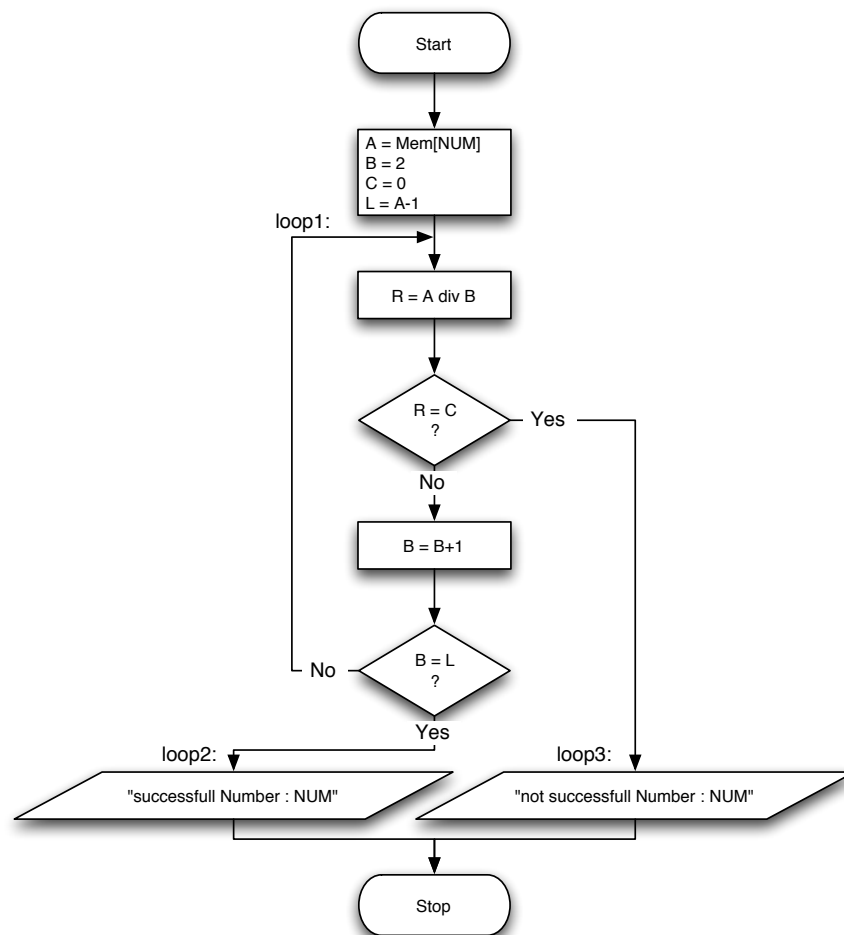 Start
A = Mem[NUM]
B = 2
C = 0
L = A-1
loop1:
R = A div B
R = C
?
Yes
No
B = B+1
B = L
?
No
Yes
loop2:
loop3:
"successfull Number : NUM"
"not successfull Number : NUM"
Stop